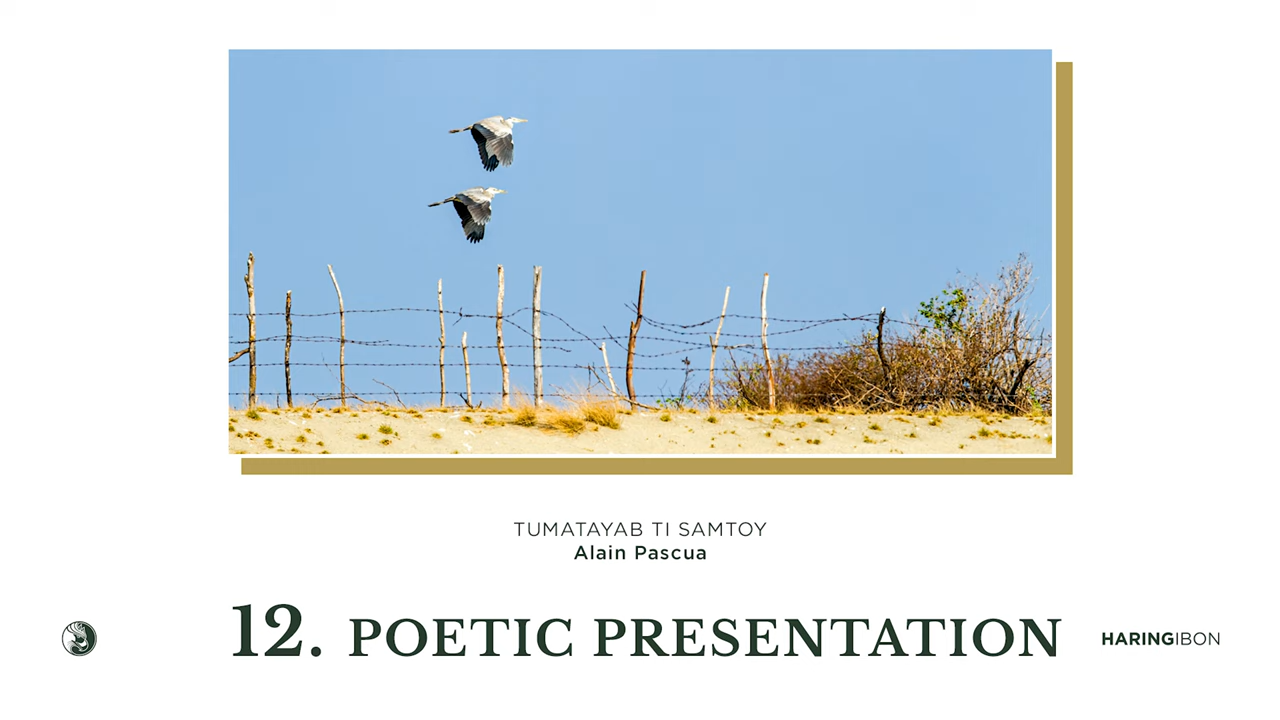 TUMATAYAB TI SAMTOY
Alain Pascua
12. POETIC PRESENTATION
HARINGIBON